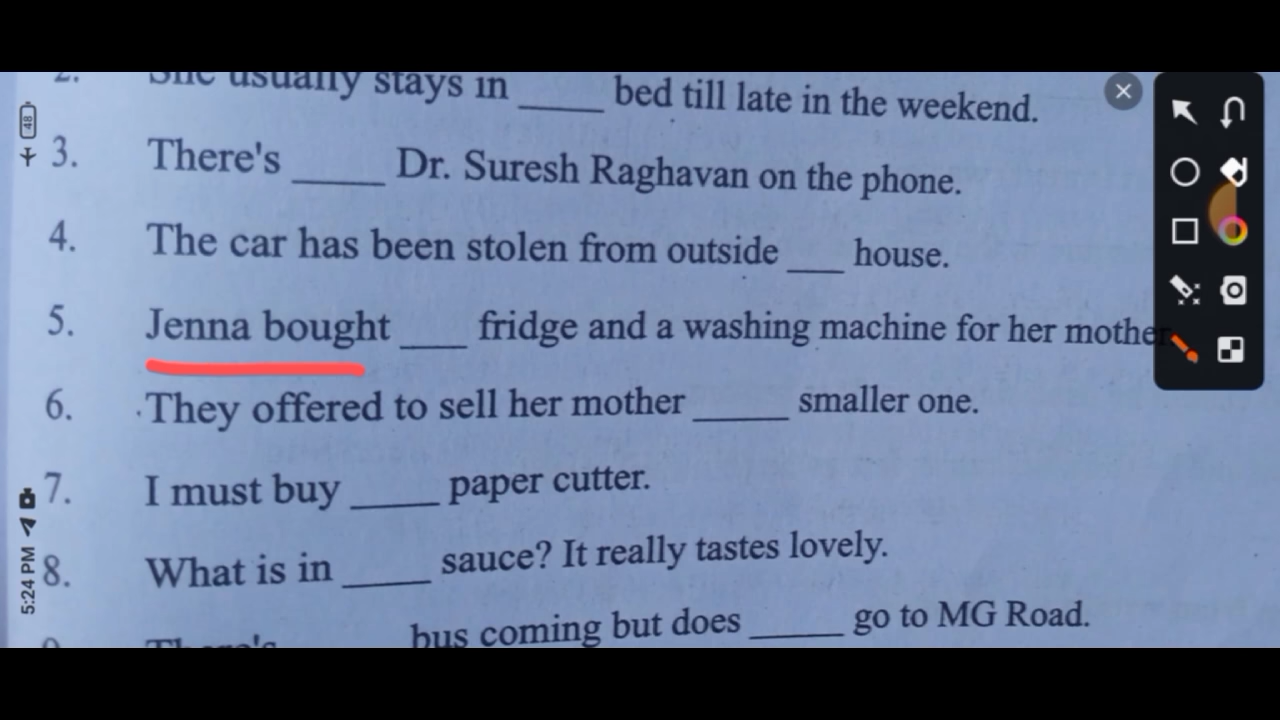 2. She usually stays in _____ bed till late in the weekend.
3. There's _____ Dr. Suresh Raghavan on the phone.
4. The car has been stolen from outside ___ house.
5. Jenna bought ____ fridge and a washing machine for her mother
6. They offered to sell her mother _____ smaller one.
7. I must buy _____ paper cutter.
8. What is in _____ sauce? It really tastes lovely.
There's bus coming but does _____ go to MG Road.
48
5:24 PM